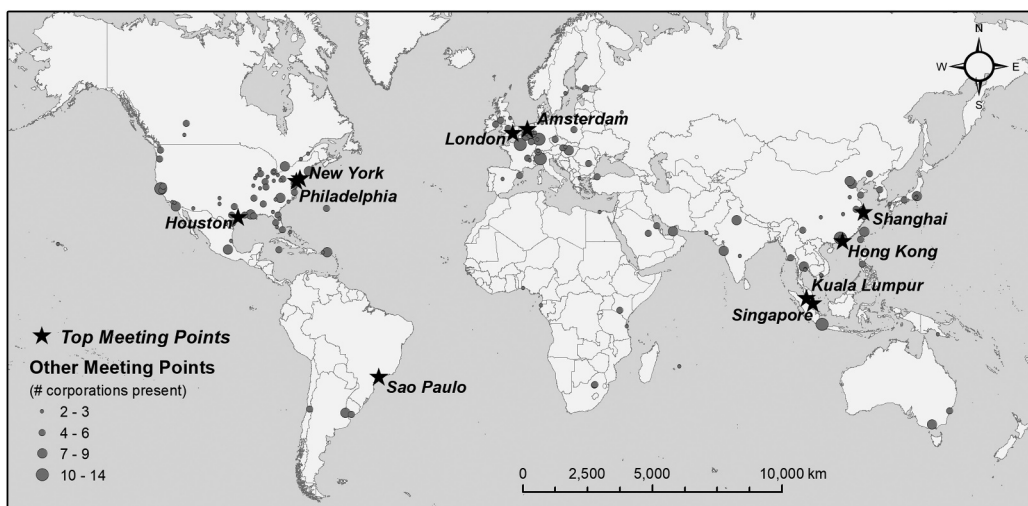 N
W E
S
Amsterdam
London
New York
Philadelphia
Houston
Shanghai
Hong Kong
Kuala Lumpur
Singapore
Sao Paulo
Top Meeting Points
Other Meeting Points
(# corporations present)
2 - 3
4 - 6
7 - 9
10 - 14
0 2,500 5,000 10,000 km